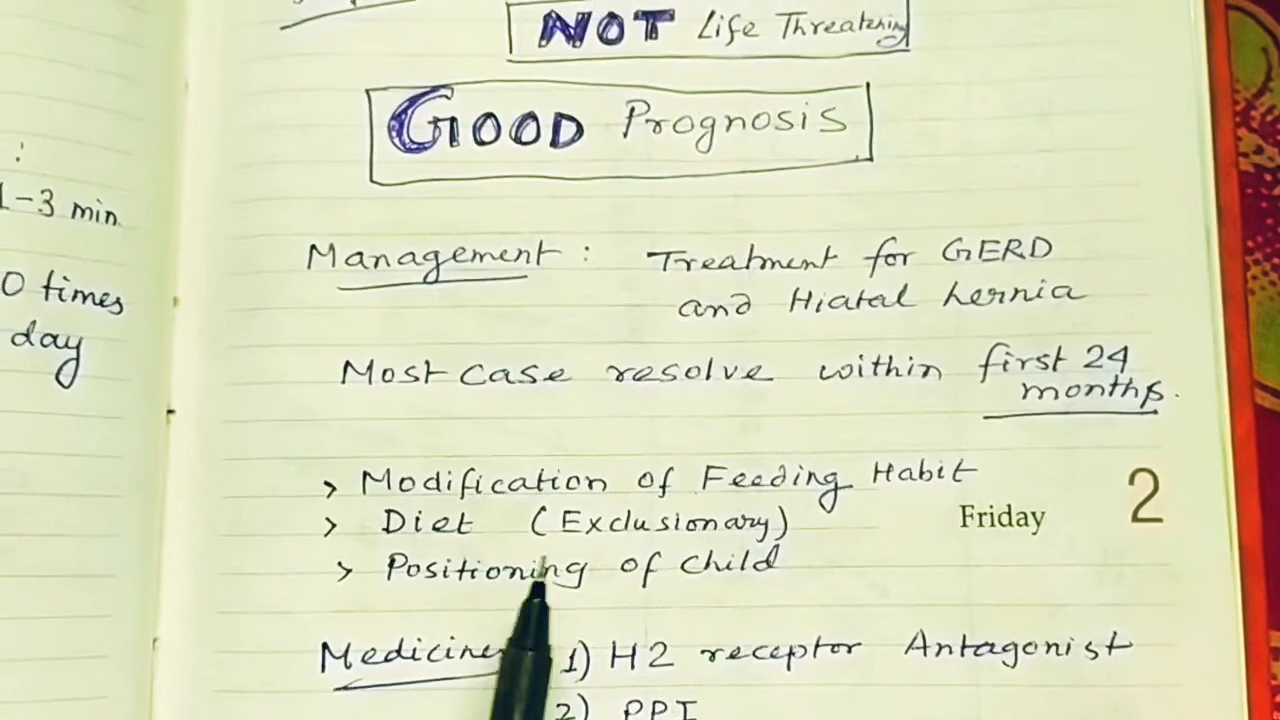 :
1-3 min.
0 times
day
NOT Life Threatening
GOOD Prognosis
Management : Treatment for GERD
and Hiatal hernia
Most case resolve within first 24
months.
> Modification of Feeding Habit
> Diet (Exclusionary)
Friday 2
> Positioning of child
Medicine 1) H2 receptor Antagonist
2) PPI